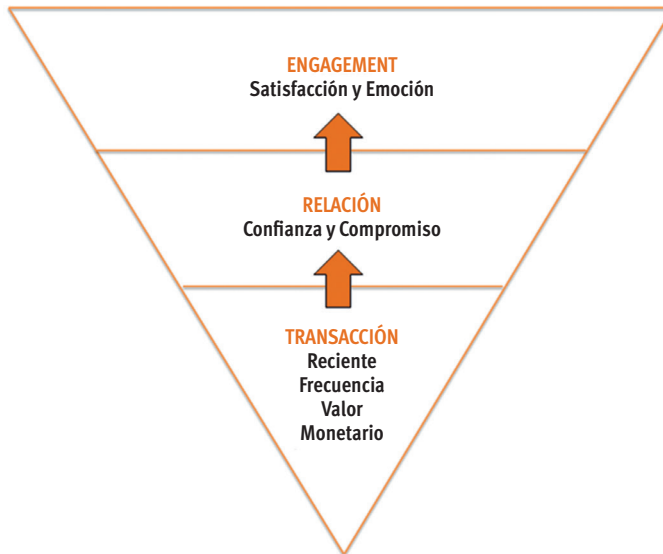 ENGAGEMENT
Satisfacción y Emoción
RELACIÓN
Confianza y Compromiso
TRANSACCIÓN
Reciente
Frecuencia
Valor
Monetario